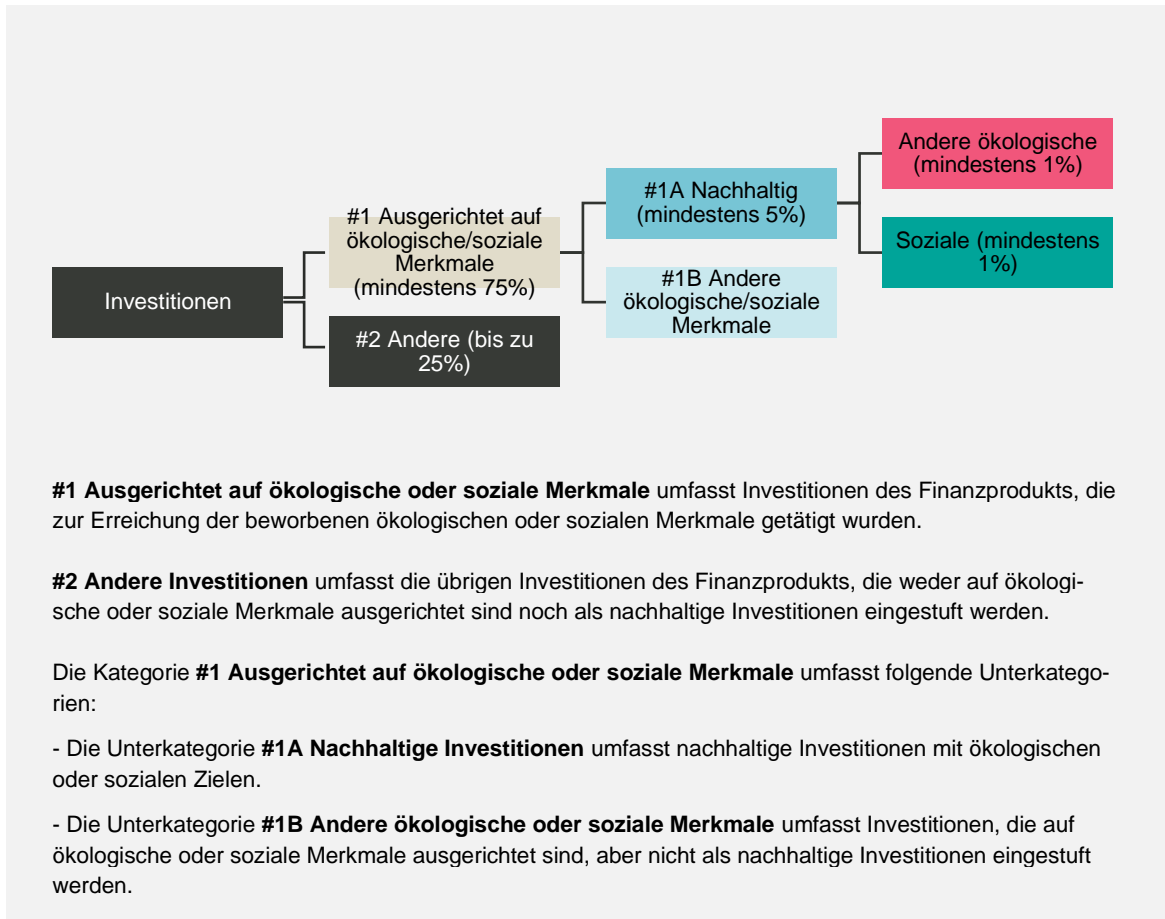 Investitionen
#1 Ausgerichtet auf
ökologische/soziale
Merkmale
(mindestens 75%)
#2 Andere (bis zu
25%)
#1A Nachhaltig
(mindestens 5%)
#1B Andere
ökologische/soziale
Merkmale
Andere ökologische
(mindestens 1%)
Soziale (mindestens
1%)
#1 Ausgerichtet auf ökologische oder soziale Merkmale umfasst Investitionen des Finanzprodukts, die
zur Erreichung der beworbenen ökologischen oder sozialen Merkmale getätigt wurden.
#2 Andere Investitionen umfasst die übrigen Investitionen des Finanzprodukts, die weder auf ökologi-
sche oder soziale Merkmale ausgerichtet sind noch als nachhaltige Investitionen eingestuft werden.
Die Kategorie #1 Ausgerichtet auf ökologische oder soziale Merkmale umfasst folgende Unterkatego-
rien:
- Die Unterkategorie #1A Nachhaltige Investitionen umfasst nachhaltige Investitionen mit ökologischen
oder sozialen Zielen.
- Die Unterkategorie #1B Andere ökologische oder soziale Merkmale umfasst Investitionen, die auf
ökologische oder soziale Merkmale ausgerichtet sind, aber nicht als nachhaltige Investitionen eingestuft
werden.